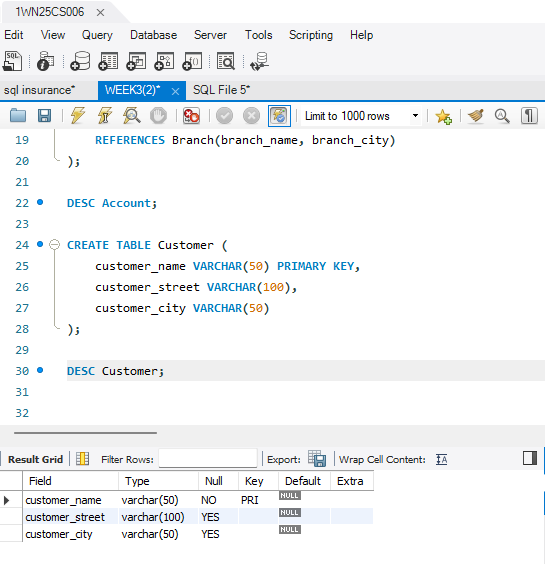 1WN25CS006
Edit View Query Database Server Tools Scripting Help
SQL
sql insurance* WEEK3(2)* SQL File 5*
Limit to 1000 rows
19 REFERENCES Branch(branch_name, branch_city)
20 );
21
22 DESC Account;
23
24 CREATE TABLE Customer (
25 customer_name VARCHAR(50) PRIMARY KEY,
26 customer_street VARCHAR(100),
27 customer_city VARCHAR(50)
28 );
29
30 DESC Customer;
31
32
Result Grid Filter Rows: Export: Wrap Cell Content: IA
Field Type Null Key Default Extra
customer_name varchar(50) NO PRI NULL
customer_street varchar(100) YES NULL
customer_city varchar(50) YES NULL